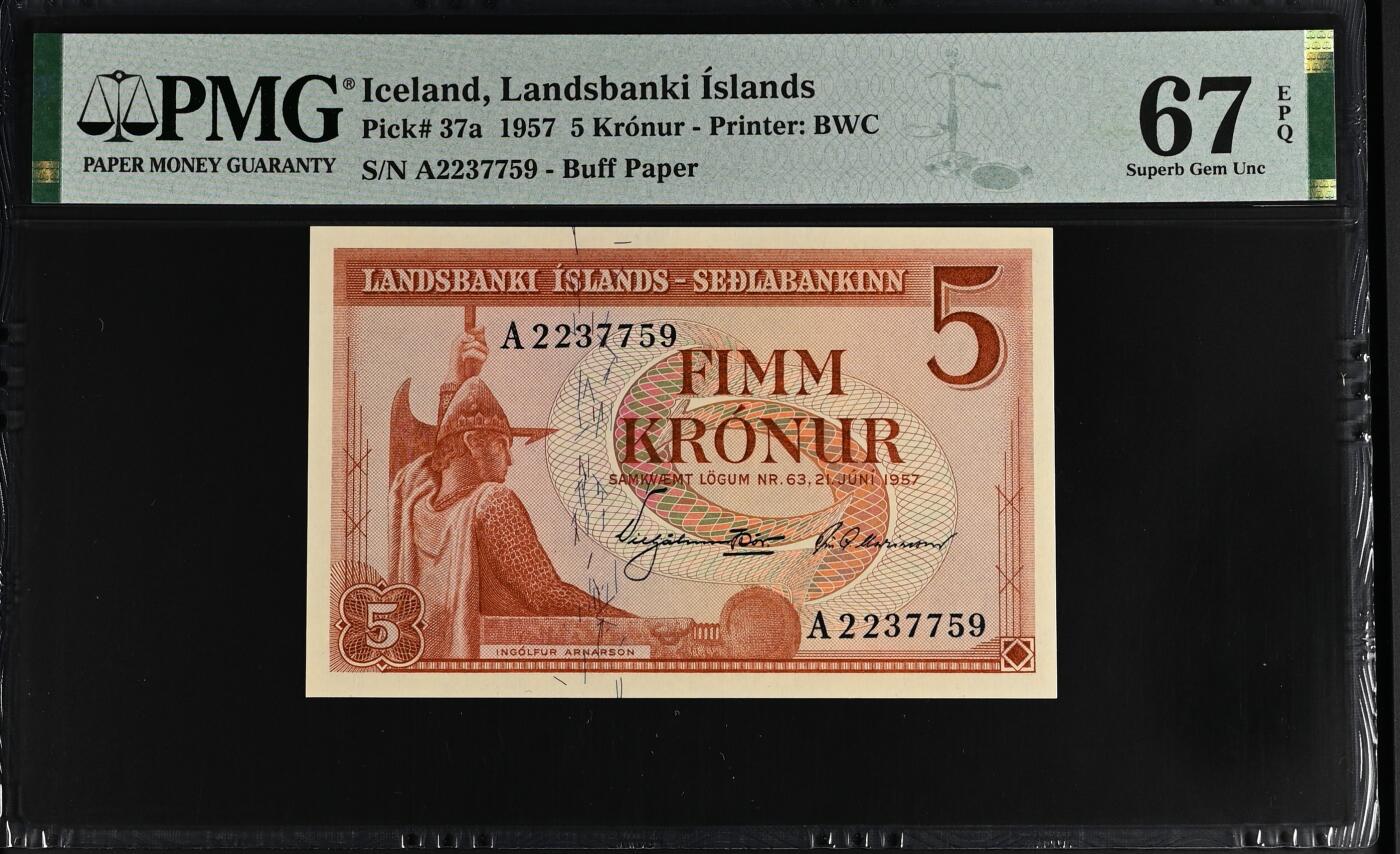 PMG®
PAPER MONEY GUARANTY
Iceland, Landsbanki Íslands
Pick# 37a 1957 5 Krónur - Printer: BWC
S/N A2237759 - Buff Paper
67
EPQ
Superb Gem Unc
LANDSBANKI ÍSLANDS - SEÐLABANKINN
5
A2237759
FIMM
KRÓNUR
SAMKVÆMT LÖGUM NR. 63, 21. JÚNÍ 1957
A2237759
5
INGÓLFUR ARNARSON